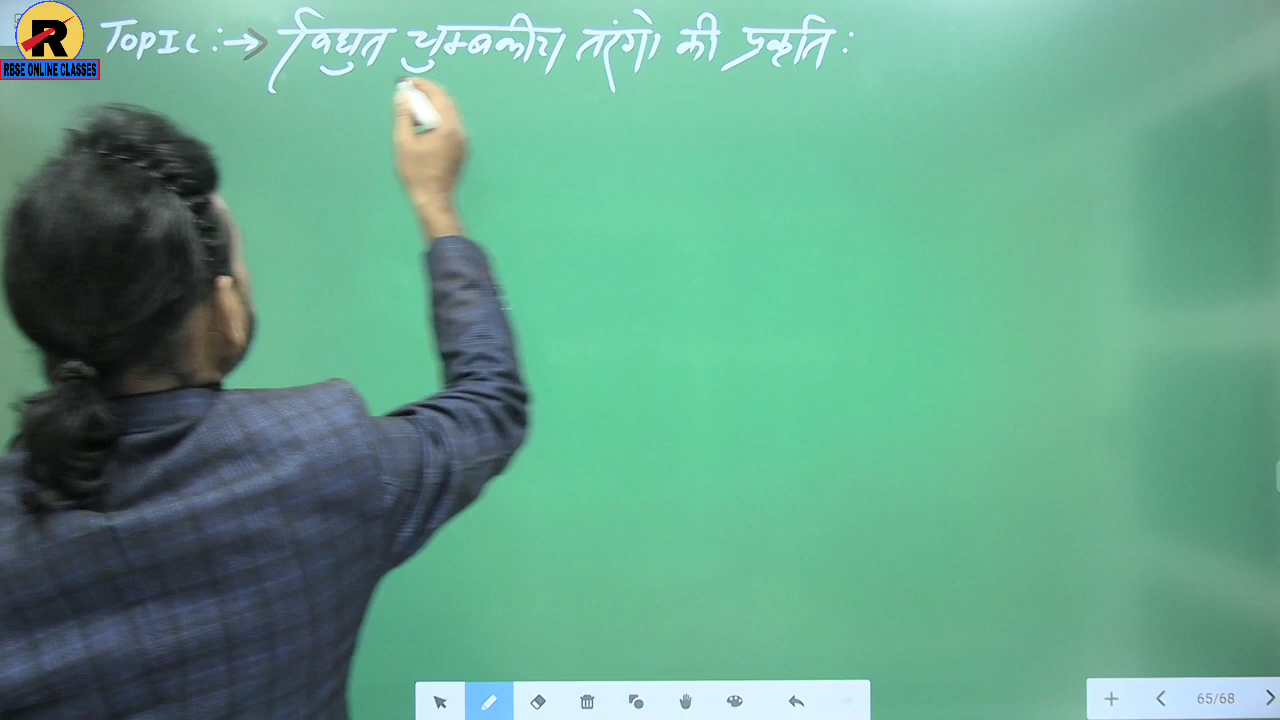 R
RBSE ONLINE CLASSES
TOPIC :→ विद्युत चुम्बकीय तरंगो की प्रकृति :
65/68